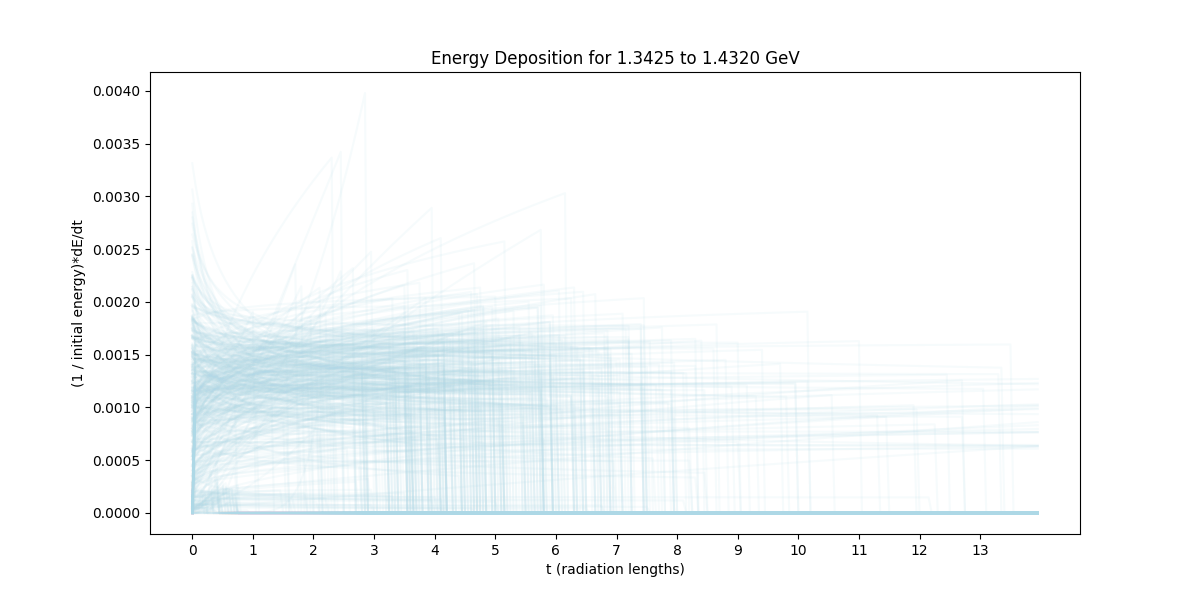 Energy Deposition for 1.3425 to 1.4320 GeV
(1 / initial energy)*dE/dt
0.0040
0.0035
0.0030
0.0025
0.0020
0.0015
0.0010
0.0005
0.0000
0 1 2 3 4 5 6 7 8 9 10 11 12 13
t (radiation lengths)